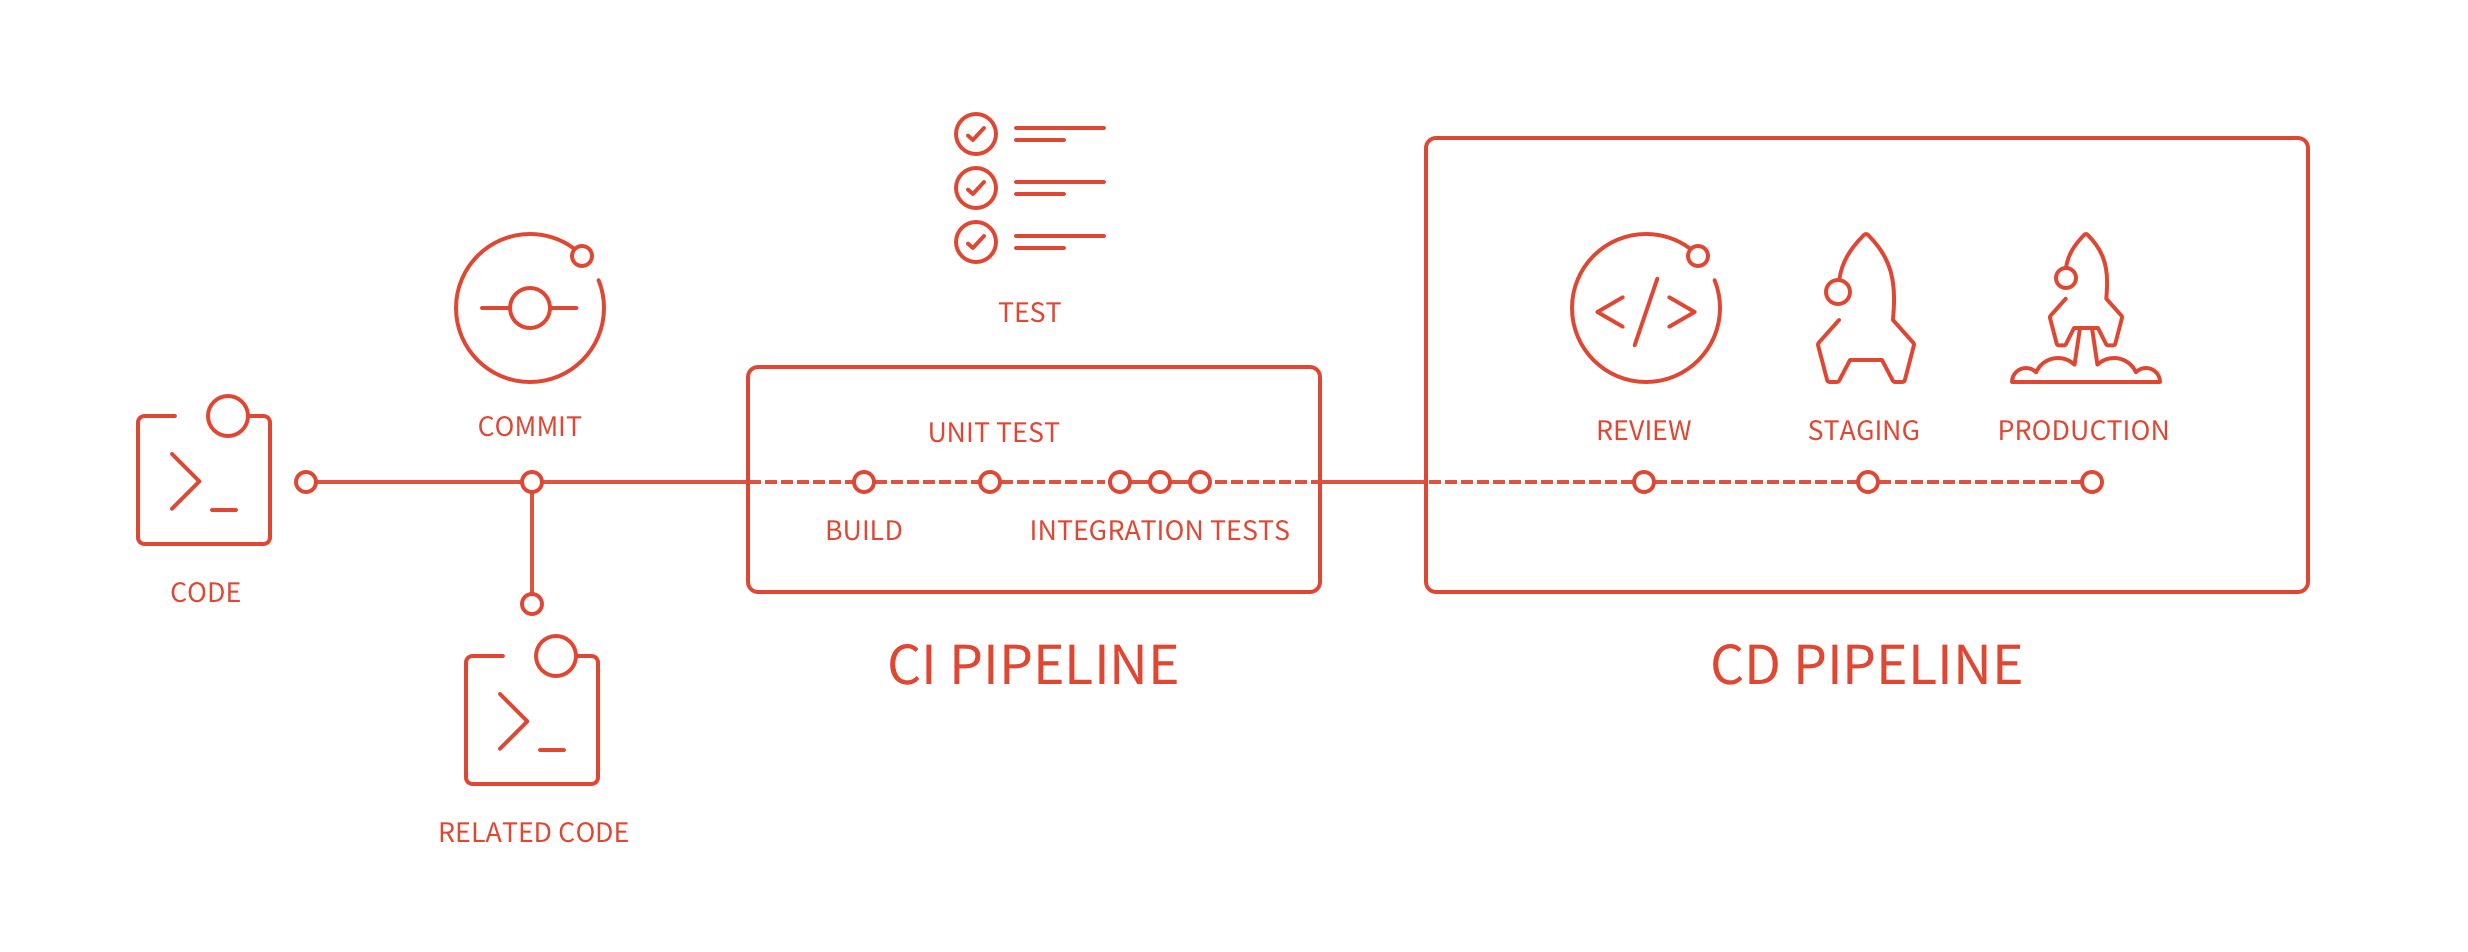 TEST
COMMIT
UNIT TEST
REVIEW
STAGING
PRODUCTION
BUILD
INTEGRATION TESTS
CODE
CI PIPELINE
CD PIPELINE
RELATED CODE